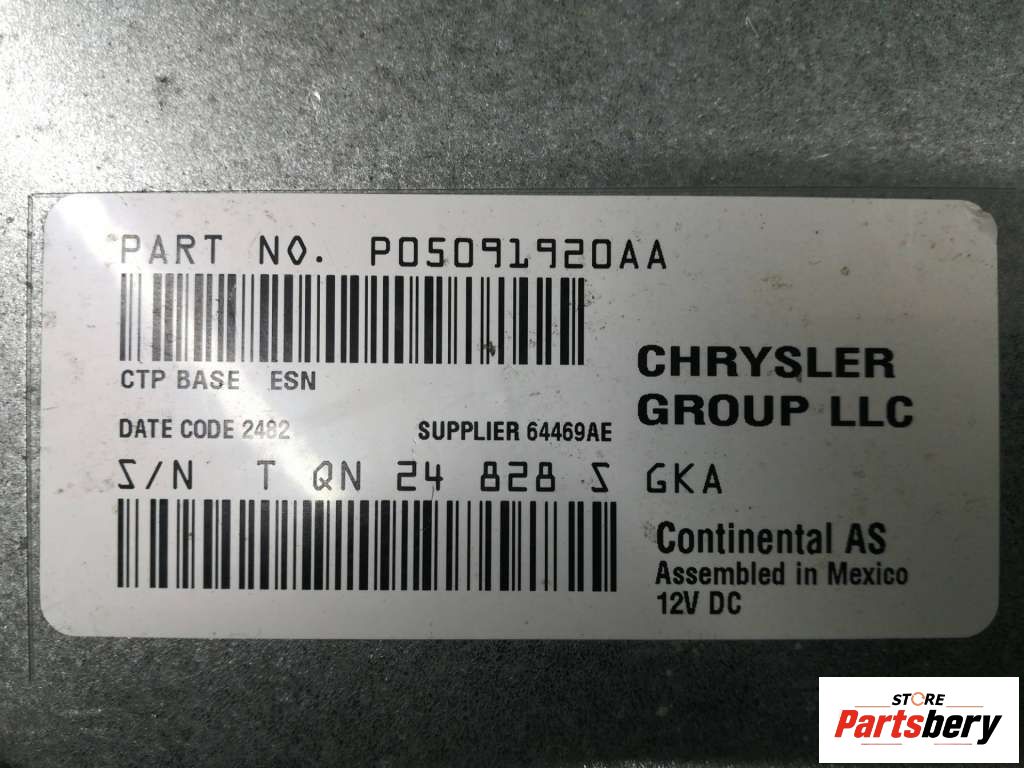 PART NO. P05091920AA
CTP BASE ESN
DATE CODE 2482 SUPPLIER 64469AE
CHRYSLER
GROUP LLC
S/N T QN 24 828 S GKA
Continental AS
Assembled in Mexico
12V DC
STORE
Partsbery